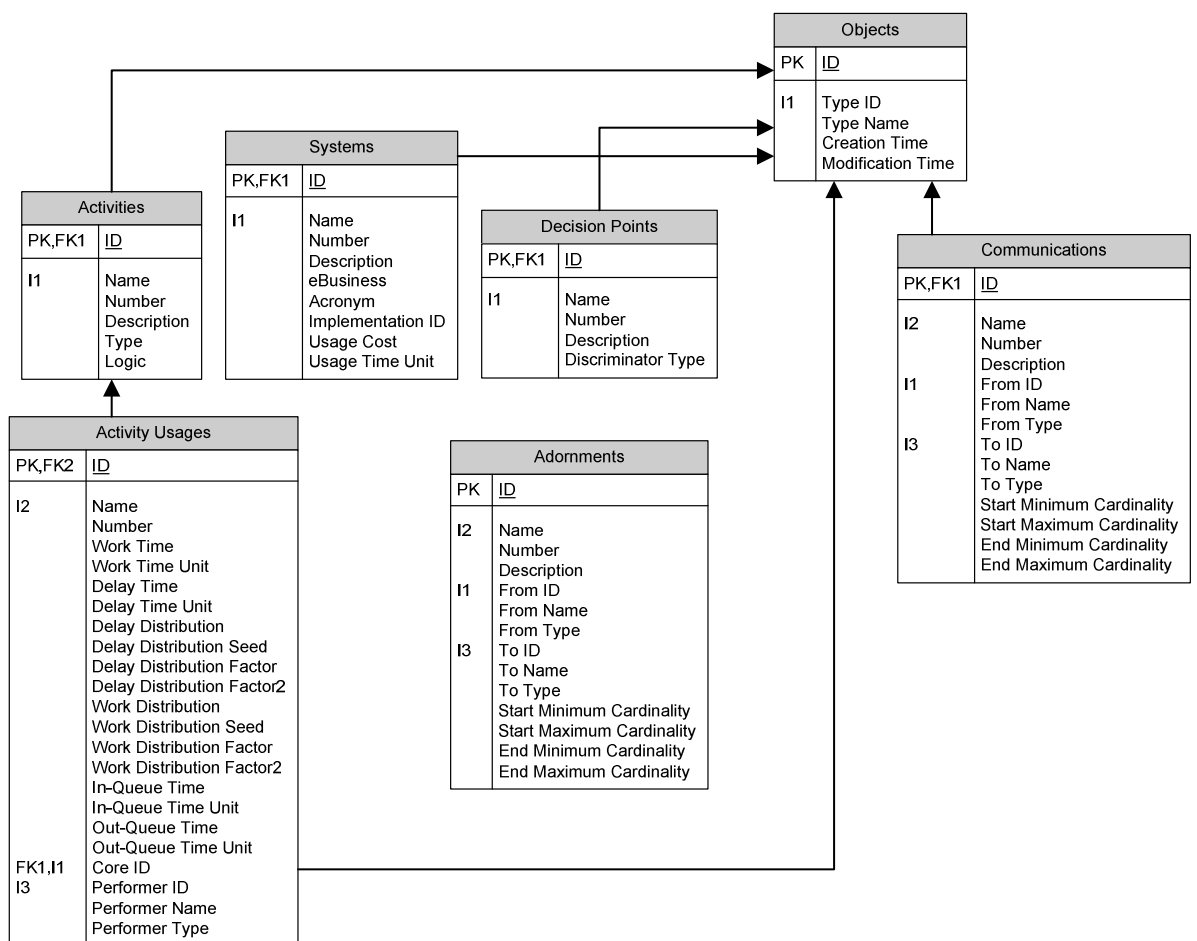 Objects
PK ID
I1 Type ID
Type Name
Creation Time
Modification Time
Systems
PK,FK1 ID
I1 Name
Number
Description
eBusiness
Acronym
Implementation ID
Usage Cost
Usage Time Unit
Activities
PK,FK1 ID
I1 Name
Number
Description
Type
Logic
Decision Points
PK,FK1 ID
I1 Name
Number
Description
Discriminator Type
Communications
PK,FK1 ID
I2 Name
Number
Description
I1 From ID
From Name
From Type
I3 To ID
To Name
To Type
Start Minimum Cardinality
Start Maximum Cardinality
End Minimum Cardinality
End Maximum Cardinality
Activity Usages
PK,FK2 ID
I2 Name
Number
Work Time
Work Time Unit
Delay Time
Delay Time Unit
Delay Distribution
Delay Distribution Seed
Delay Distribution Factor
Delay Distribution Factor2
Work Distribution
Work Distribution Seed
Work Distribution Factor
Work Distribution Factor2
In-Queue Time
In-Queue Time Unit
Out-Queue Time
Out-Queue Time Unit
FK1,I1 Core ID
I3 Performer ID
Performer Name
Performer Type
Adornments
PK ID
I2 Name
Number
Description
I1 From ID
From Name
From Type
I3 To ID
To Name
To Type
Start Minimum Cardinality
Start Maximum Cardinality
End Minimum Cardinality
End Maximum Cardinality